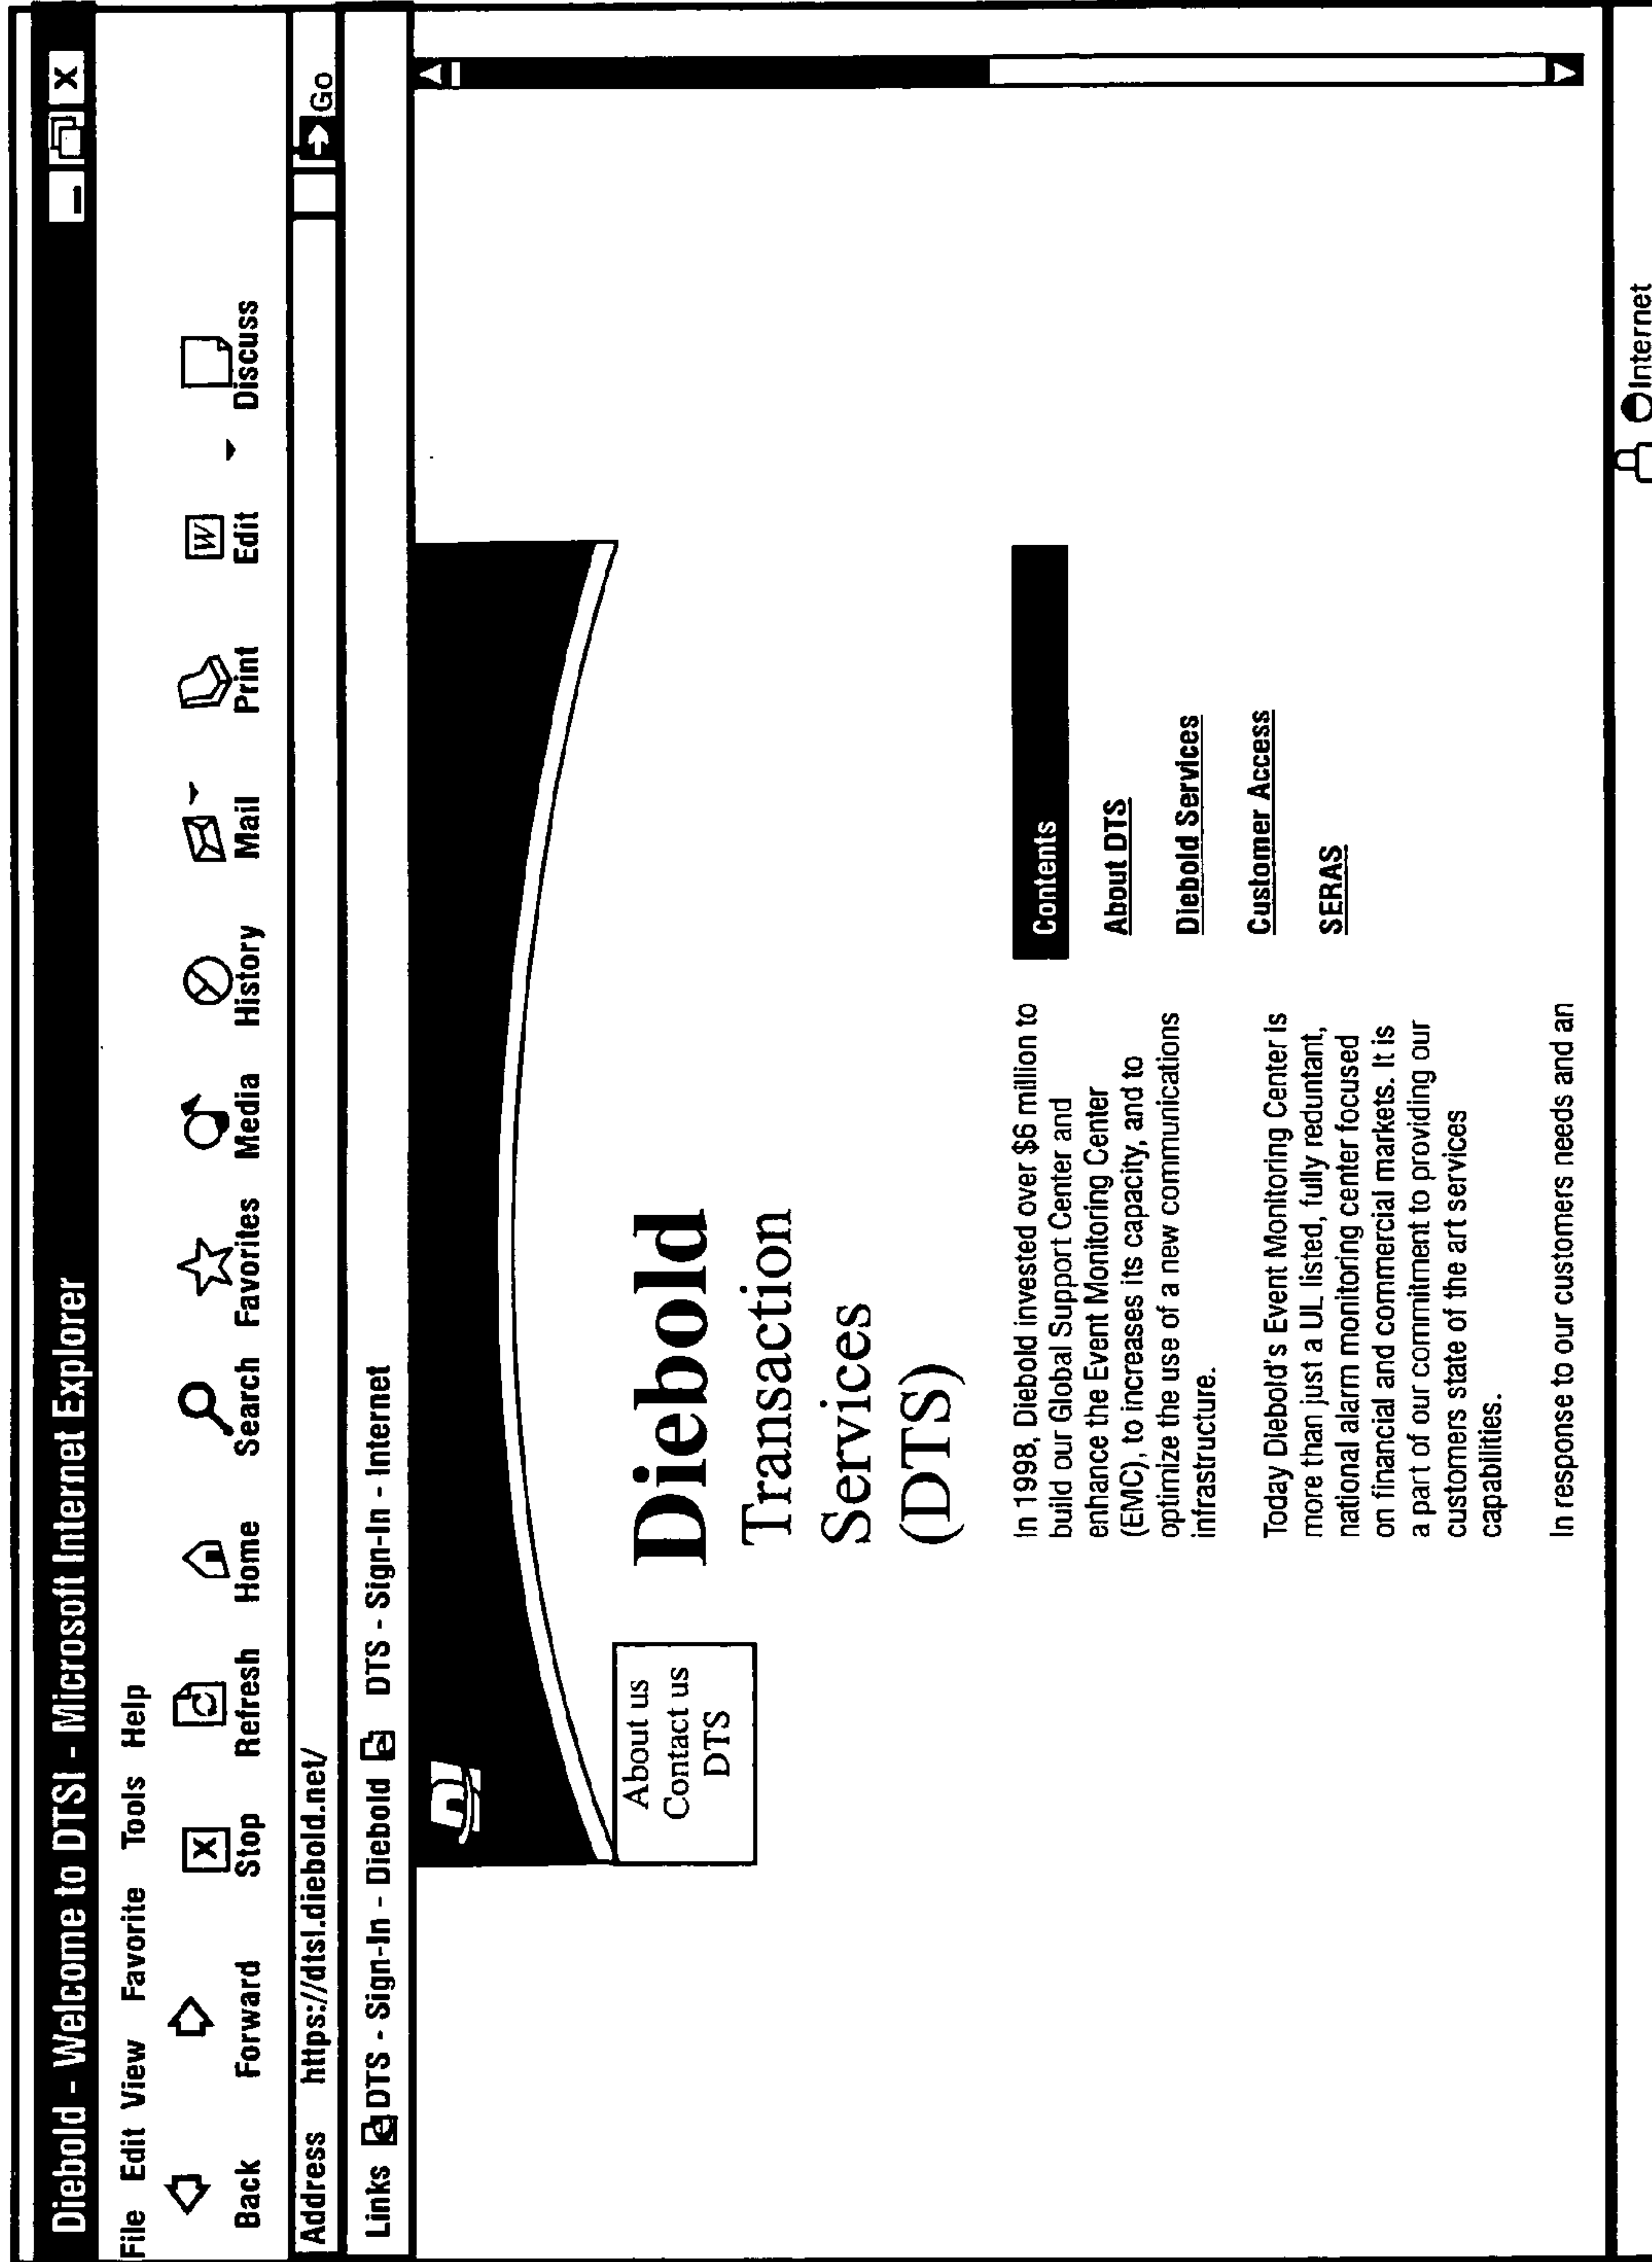 Diebold - Welcome to DTSI - Microsoft Internet Explorer
File Edit View Favorite Tools Help
Back Forward Stop Refresh Home Search Favorites Media History Mail Print Edit Discuss
Address https://dtsl.diebold.net/ Go
Links DTS - Sign-In - Diebold DTS - Sign-In - Internet
About us
Contact us
DTS
Diebold
Transaction
Services
(DTS)
In 1998, Diebold invested over $6 million to
build our Global Support Center and
enhance the Event Monitoring Center
(EMC), to increases its capacity, and to
optimize the use of a new communications
infrastructure.
Today Diebold's Event Monitoring Center is
more than just a UL listed, fully reduntant,
national alarm monitoring center focused
on financial and commercial markets. It is
a part of our commitment to providing our
customers state of the art services
capabilities.
In response to our customers needs and an
Contents
About DTS
Diebold Services
Customer Access
SERAS
Internet